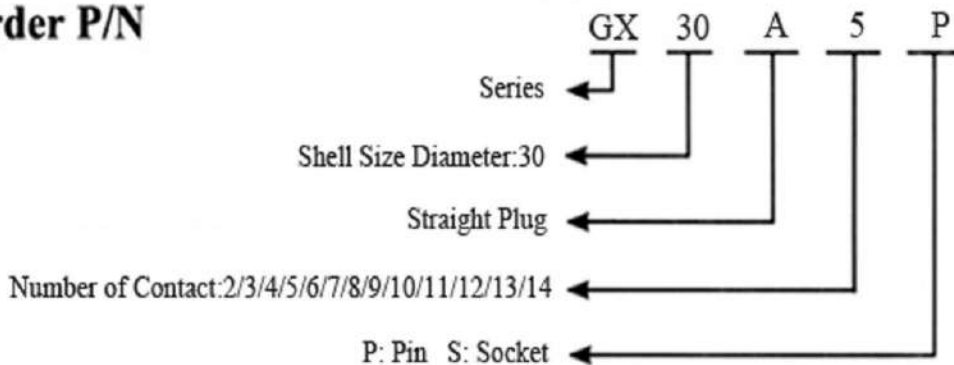 rder P/N
GX 30 A 5 P
Series
Shell Size Diameter:30
Straight Plug
Number of Contact:2/3/4/5/6/7/8/9/10/11/12/13/14
P: Pin S: Socket